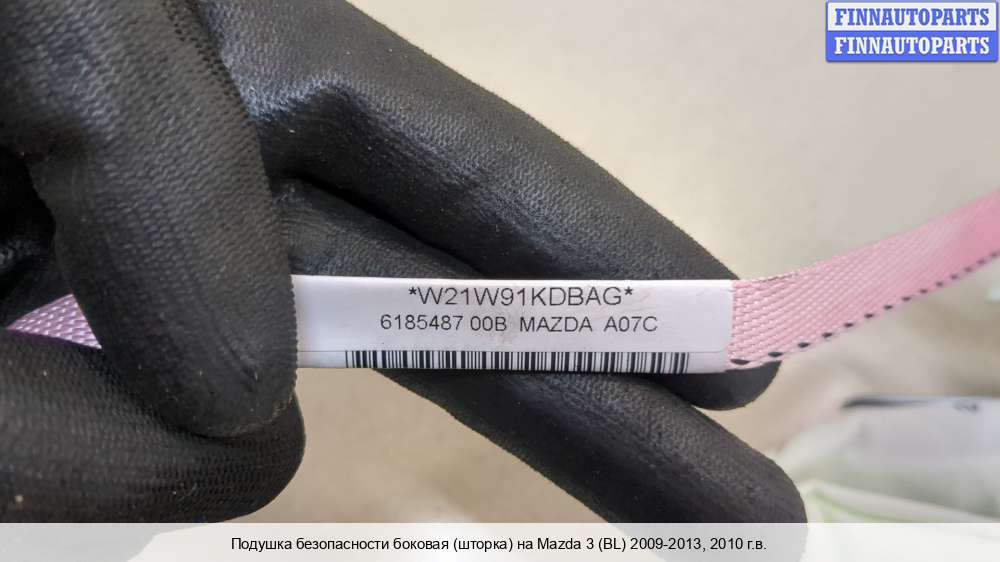 FINNAUTOPARTS
FINNAUTOPARTS
*W21W91KDBAG*
6185487 00B MAZDA A07C
Подушка безопасности боковая (шторка) на Mazda 3 (BL) 2009-2013, 2010 г.в.